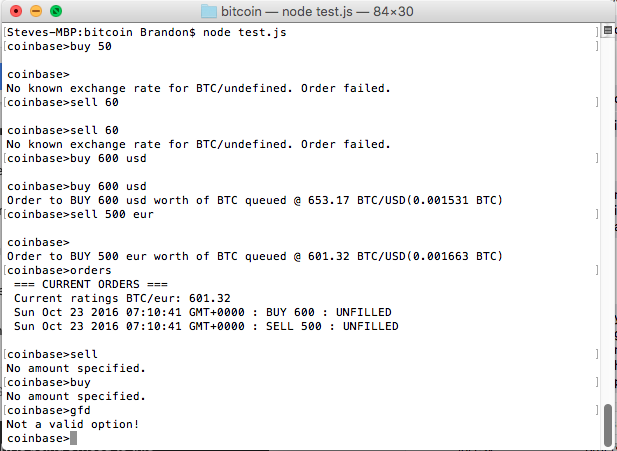 bitcoin — node test.js — 84×30
[Steves-MBP:bitcoin Brandon$ node test.js ]
[coinbase>buy 50 ]
coinbase>
No known exchange rate for BTC/undefined. Order failed.
[coinbase>sell 60 ]
coinbase>sell 60
No known exchange rate for BTC/undefined. Order failed.
[coinbase>buy 600 usd ]
coinbase>buy 600 usd
Order to BUY 600 usd worth of BTC queued @ 653.17 BTC/USD(0.001531 BTC)
[coinbase>sell 500 eur ]
coinbase>
Order to BUY 500 eur worth of BTC queued @ 601.32 BTC/USD(0.001663 BTC)
[coinbase>orders ]
=== CURRENT ORDERS ===
Current ratings BTC/eur: 601.32
Sun Oct 23 2016 07:10:41 GMT+0000 : BUY 600 : UNFILLED
Sun Oct 23 2016 07:10:41 GMT+0000 : SELL 500 : UNFILLED
[coinbase>sell ]
No amount specified.
[coinbase>buy ]
No amount specified.
[coinbase>gfd ]
Not a valid option!
coinbase>